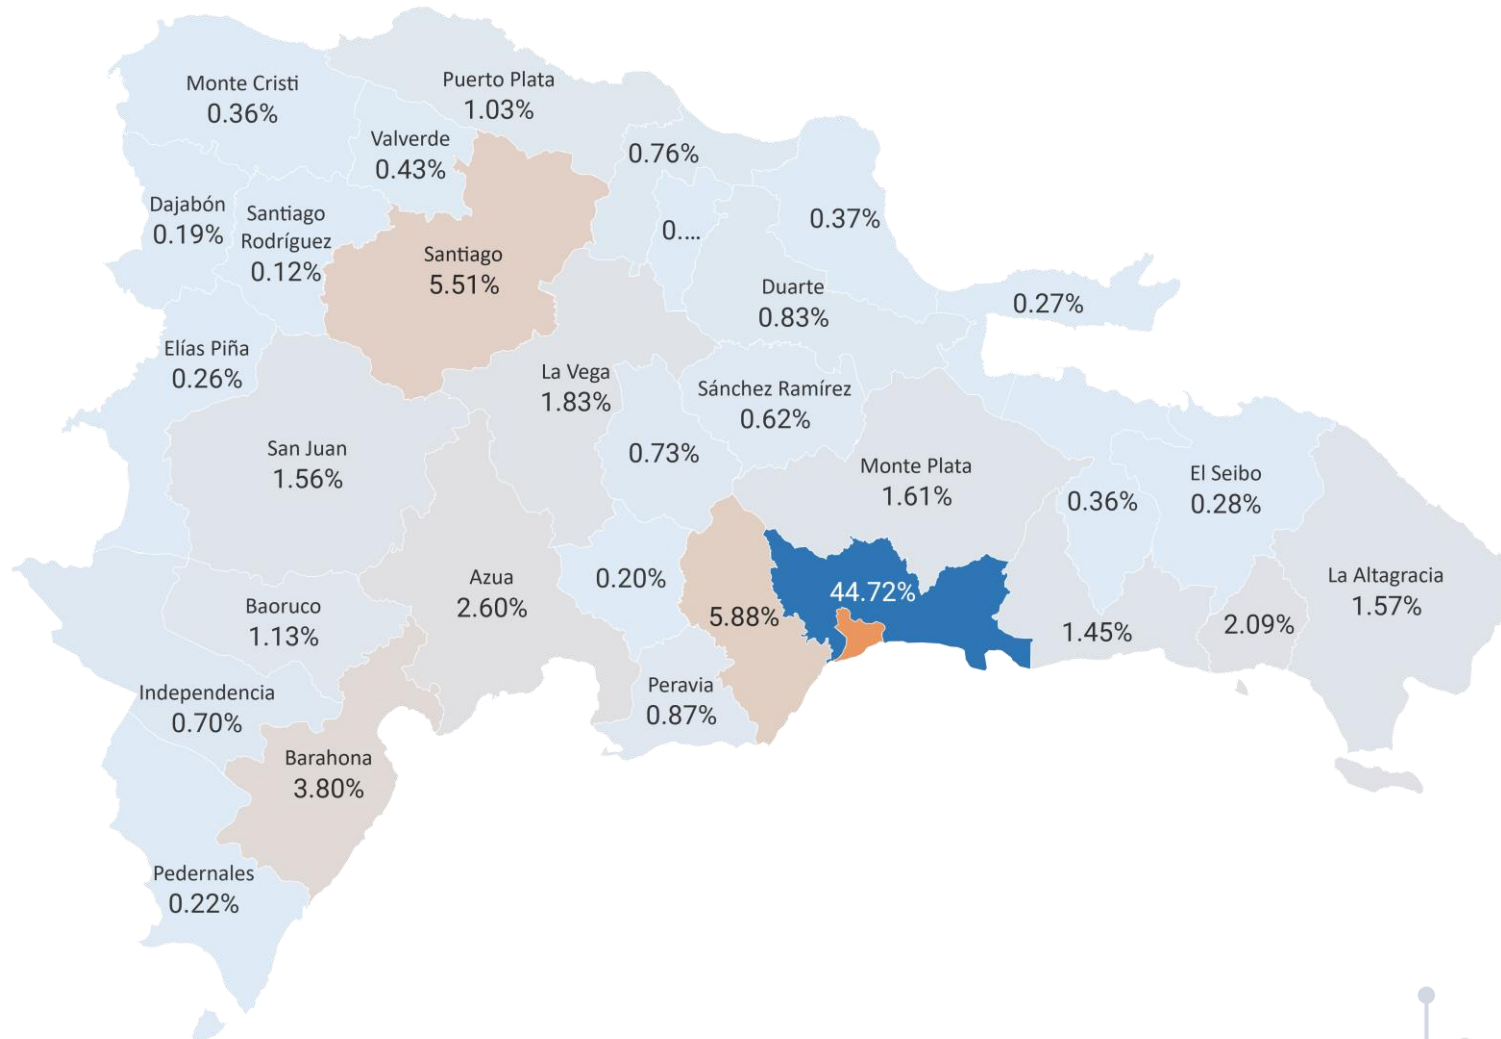 Monte Cristi
0.36%
Puerto Plata
1.03%
Valverde
0.43%
0.76%
Dajabón
0.19%
Santiago
Rodríguez
0.12%
Santiago
5.51%
0....
0.37%
Duarte
0.83%
0.27%
Elías Piña
0.26%
La Vega
1.83%
Sánchez Ramírez
0.62%
San Juan
1.56%
0.73%
Monte Plata
1.61%
0.36%
El Seibo
0.28%
Azua
2.60%
0.20%
44.72%
La Altagracia
1.57%
Baoruco
1.13%
5.88%
1.45%
2.09%
Independencia
0.70%
Peravia
0.87%
Barahona
3.80%
Pedernales
0.22%